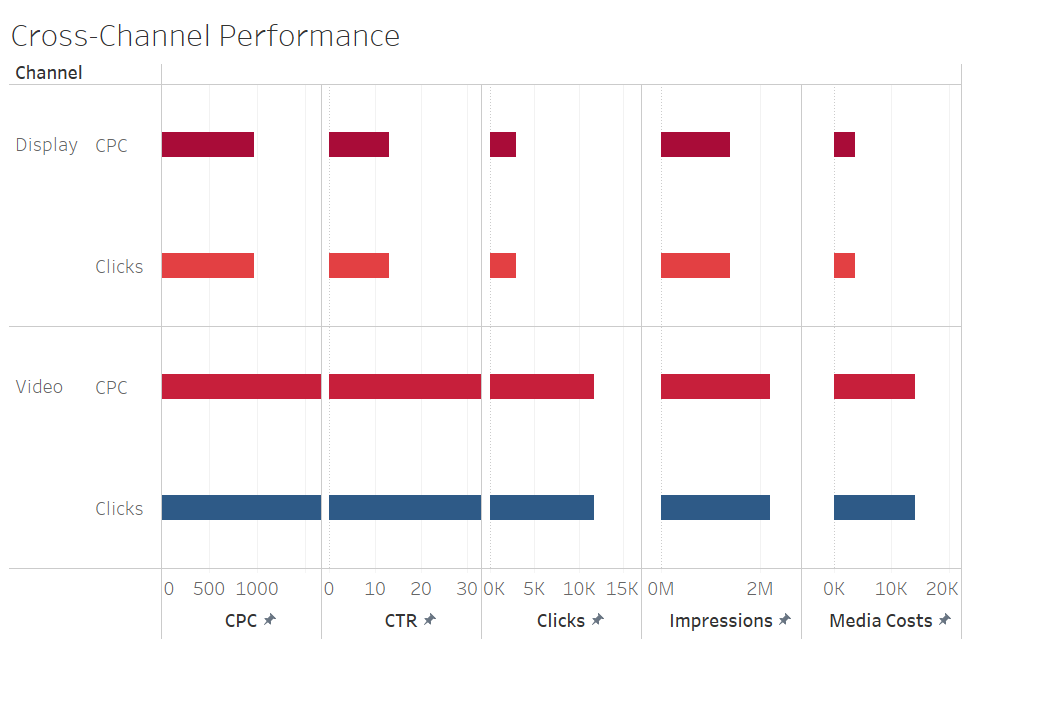 Cross-Channel Performance
Channel
Display CPC
Clicks
Video CPC
Clicks
0 500 1000 0 10 20 30 0K 5K 10K 15K 0M 2M 0K 10K 20K
CPC CTR Clicks Impressions Media Costs